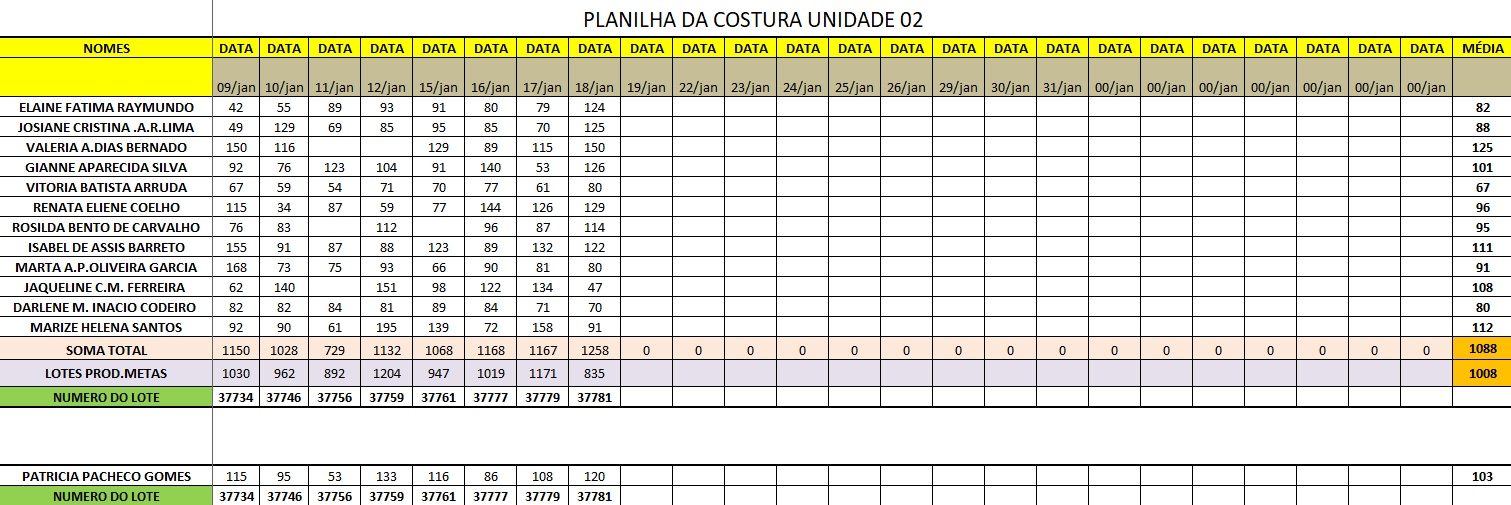 PLANILHA DA COSTURA UNIDADE 02
NOMES DATA DATA DATA DATA DATA DATA DATA DATA DATA DATA DATA DATA DATA DATA DATA DATA DATA DATA DATA DATA DATA DATA DATA DATA MÉDIA
09/jan 10/jan 11/jan 12/jan 15/jan 16/jan 17/jan 18/jan 19/jan 22/jan 23/jan 24/jan 25/jan 26/jan 29/jan 30/jan 31/jan 00/jan 00/jan 00/jan 00/jan 00/jan 00/jan 00/jan
ELAINE FATIMA RAYMUNDO 42 55 89 93 91 80 79 124 82
JOSIANE CRISTINA .A.R.LIMA 49 129 69 85 95 85 70 125 88
VALERIA A.DIAS BERNADO 150 116 129 89 115 150 125
GIANNE APARECIDA SILVA 92 76 123 104 91 140 53 126 101
VITORIA BATISTA ARRUDA 67 59 54 71 70 77 61 80 67
RENATA ELIENE COELHO 115 34 87 59 77 144 126 129 96
ROSILDA BENTO DE CARVALHO 76 83 112 96 87 114 95
ISABEL DE ASSIS BARRETO 155 91 87 88 123 89 132 122 111
MARTA A.P.OLIVEIRA GARCIA 168 73 75 93 66 90 81 80 91
JAQUELINE C.M. FERREIRA 62 140 151 98 122 134 47 108
DARLENE M. INACIO CODEIRO 82 82 84 81 89 84 71 70 80
MARIZE HELENA SANTOS 92 90 61 195 139 72 158 91 112
SOMA TOTAL 1150 1028 729 1132 1068 1168 1167 1258 0 0 0 0 0 0 0 0 0 0 0 0 0 0 0 0 1088
LOTES PROD.METAS 1030 962 892 1204 947 1019 1171 835 1008
NUMERO DO LOTE 37734 37746 37756 37759 37761 37777 37779 37781
PATRICIA PACHECO GOMES 115 95 53 133 116 86 108 120 103
NUMERO DO LOTE 37734 37746 37756 37759 37761 37777 37779 37781